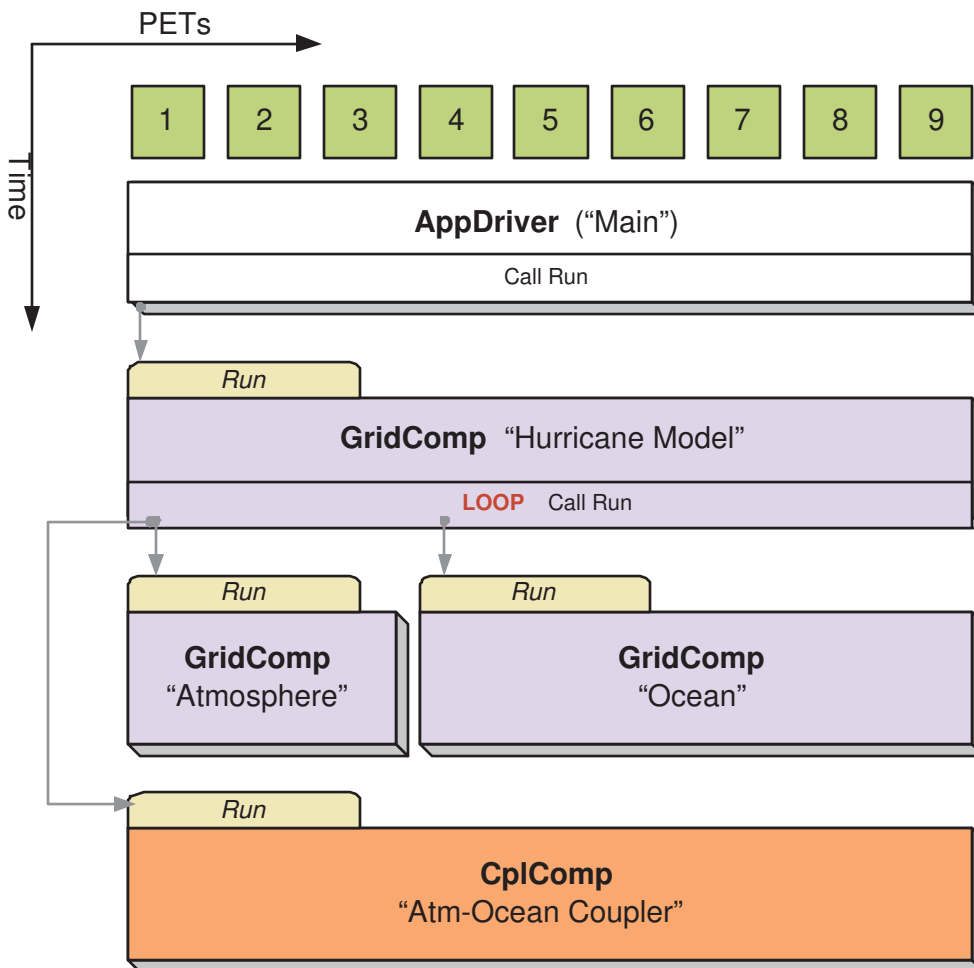 PETs
Time
1 2 3 4 5 6 7 8 9
AppDriver (“Main”)
Call Run
Run
GridComp “Hurricane Model”
LOOP Call Run
Run
Run
GridComp
“Atmosphere”
GridComp
“Ocean”
Run
CplComp
“Atm-Ocean Coupler”